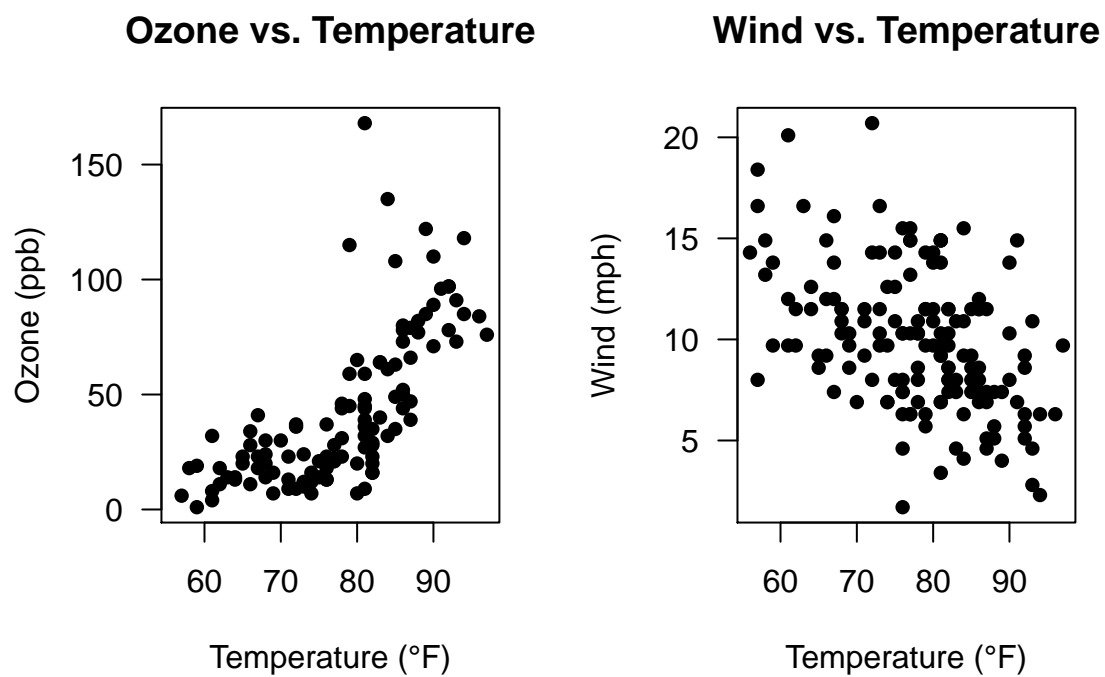 Ozone vs. Temperature
150
100
50
0
Ozone (ppb)
60 70 80 90
Temperature (°F)
Wind vs. Temperature
20
15
10
5
Wind (mph)
60 70 80 90
Temperature (°F)